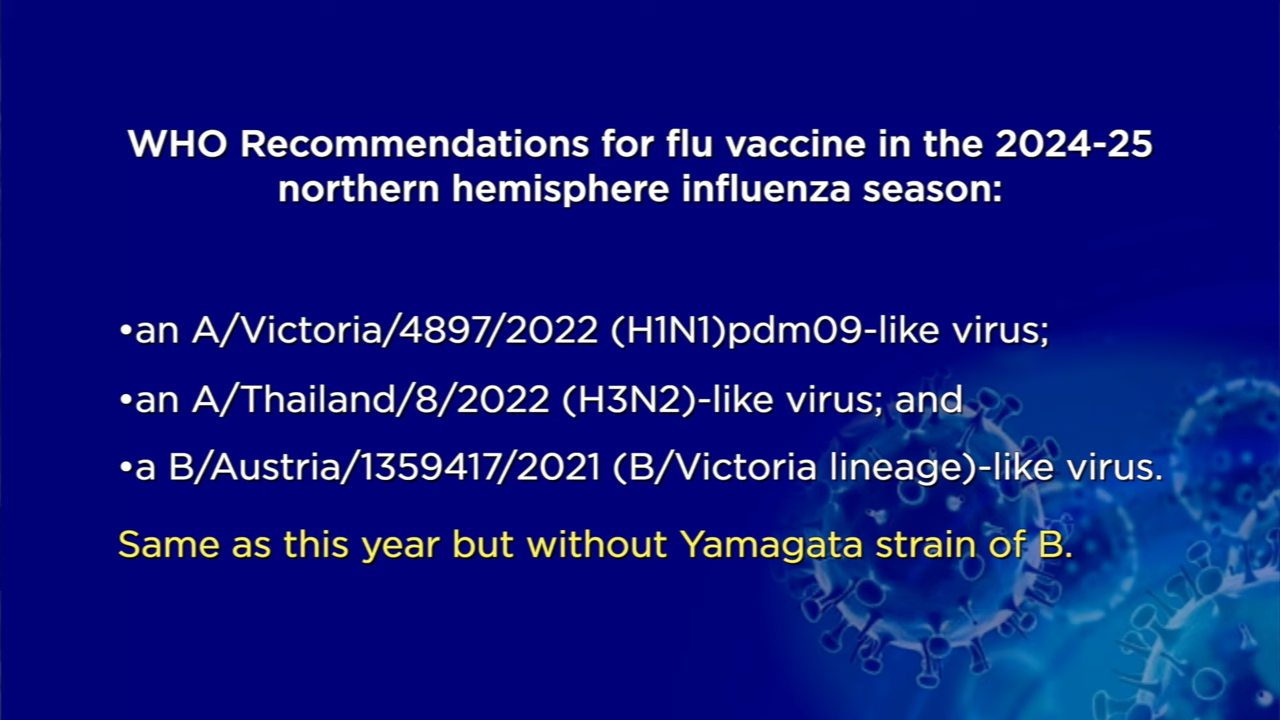 WHO Recommendations for flu vaccine in the 2024-25
northern hemisphere influenza season:
•an A/Victoria/4897/2022 (H1N1)pdm09-like virus;
•an A/Thailand/8/2022 (H3N2)-like virus; and
•a B/Austria/1359417/2021 (B/Victoria lineage)-like virus.
Same as this year but without Yamagata strain of B.